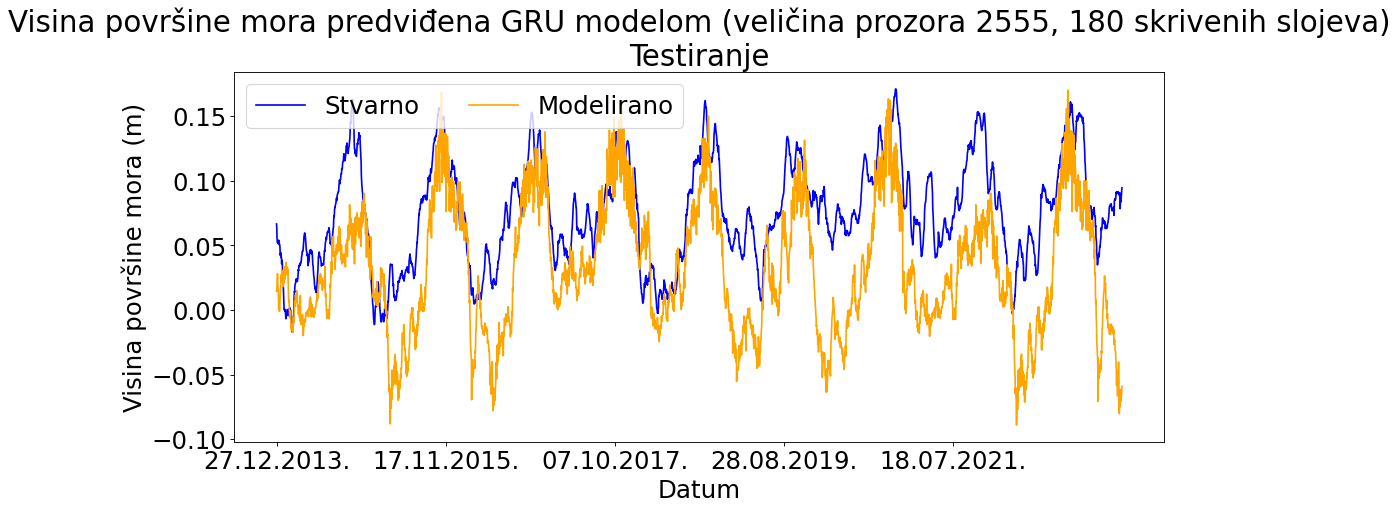 Visina površine mora predviđena GRU modelom (veličina prozora 2555, 180 skrivenih slojeva)
Testiranje
Stvarno Modelirano
Visina površine mora (m)
0.15
0.10
0.05
0.00
−0.05
−0.10
27.12.2013. 17.11.2015. 07.10.2017. 28.08.2019. 18.07.2021.
Datum